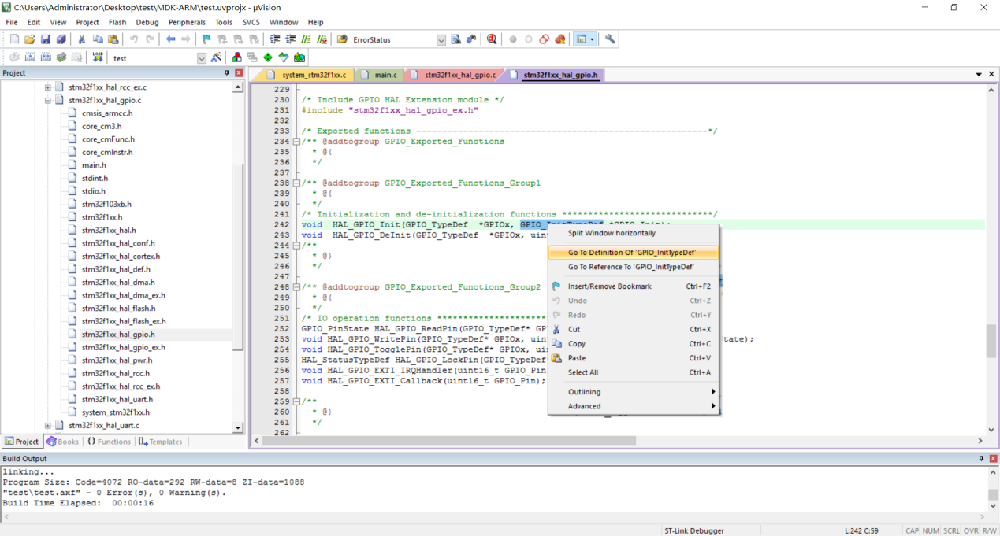 C:\Users\Administrator\Desktop\test\MDK-ARM\test.uvprojx - µVision
File Edit View Project Flash Debug Peripherals Tools SVCS Window Help
ErrorStatus
LOAD test
Project
system_stm32f1xx.c main.c stm32f1xx_hal_gpio.c stm32f1xx_hal_gpio.h
stm32f1xx_hal_rcc_ex.c
stm32f1xx_hal_gpio.c
cmsis_armcc.h
core_cm3.h
core_cmFunc.h
core_cmInstr.h
main.h
stdint.h
stdio.h
stm32f103xb.h
stm32f1xx.h
stm32f1xx_hal.h
stm32f1xx_hal_conf.h
stm32f1xx_hal_cortex.h
stm32f1xx_hal_def.h
stm32f1xx_hal_dma.h
stm32f1xx_hal_dma_ex.h
stm32f1xx_hal_flash.h
stm32f1xx_hal_flash_ex.h
stm32f1xx_hal_gpio.h
stm32f1xx_hal_gpio_ex.h
stm32f1xx_hal_pwr.h
stm32f1xx_hal_rcc.h
stm32f1xx_hal_rcc_ex.h
stm32f1xx_hal_uart.h
system_stm32f1xx.h
stm32f1xx_hal_uart.c
Project Books {} Functions Templates
229
230 /* Include GPIO HAL Extension module */
231 #include "stm32f1xx_hal_gpio_ex.h"
232
233 /* Exported functions --------------------------------------------------------*/
234 /** @addtogroup GPIO_Exported_Functions
235 * @{
236 */
237
238 /** @addtogroup GPIO_Exported_Functions_Group1
239 * @{
240 */
241 /* Initialization and de-initialization functions *****************************/
242 void HAL_GPIO_Init(GPIO_TypeDef *GPIOx, GPIO_InitTypeDef *GPIO_Init);
243 void HAL_GPIO_DeInit(GPIO_TypeDef *GPIOx, uin
244 /**
245 * @}
246 */
247
248 /** @addtogroup GPIO_Exported_Functions_Group2
249 * @{
250 */
251 /* IO operation functions *********************
252 GPIO_PinState HAL_GPIO_ReadPin(GPIO_TypeDef* GP
253 void HAL_GPIO_WritePin(GPIO_TypeDef* GPIOx, uin tate);
254 void HAL_GPIO_TogglePin(GPIO_TypeDef* GPIOx, ui
255 HAL_StatusTypeDef HAL_GPIO_LockPin(GPIO_TypeDef
256 void HAL_GPIO_EXTI_IRQHandler(uint16_t GPIO_Pin
257 void HAL_GPIO_EXTI_Callback(uint16_t GPIO_Pin);
258
259 /**
260 * @}
261 */
262
Split Window horizontally
Go To Definition Of 'GPIO_InitTypeDef'
Go To Reference To 'GPIO_InitTypeDef'
Insert/Remove Bookmark Ctrl+F2
Undo Ctrl+Z
Redo Ctrl+Y
Cut Ctrl+X
Copy Ctrl+C
Paste Ctrl+V
Select All Ctrl+A
Outlining
Advanced
Build Output
linking...
Program Size: Code=4072 RO-data=292 RW-data=8 ZI-data=1088
"test\test.axf" - 0 Error(s), 0 Warning(s).
Build Time Elapsed: 00:00:16
ST-Link Debugger L:242 C:59 CAP NUM SCRL OVR R/W